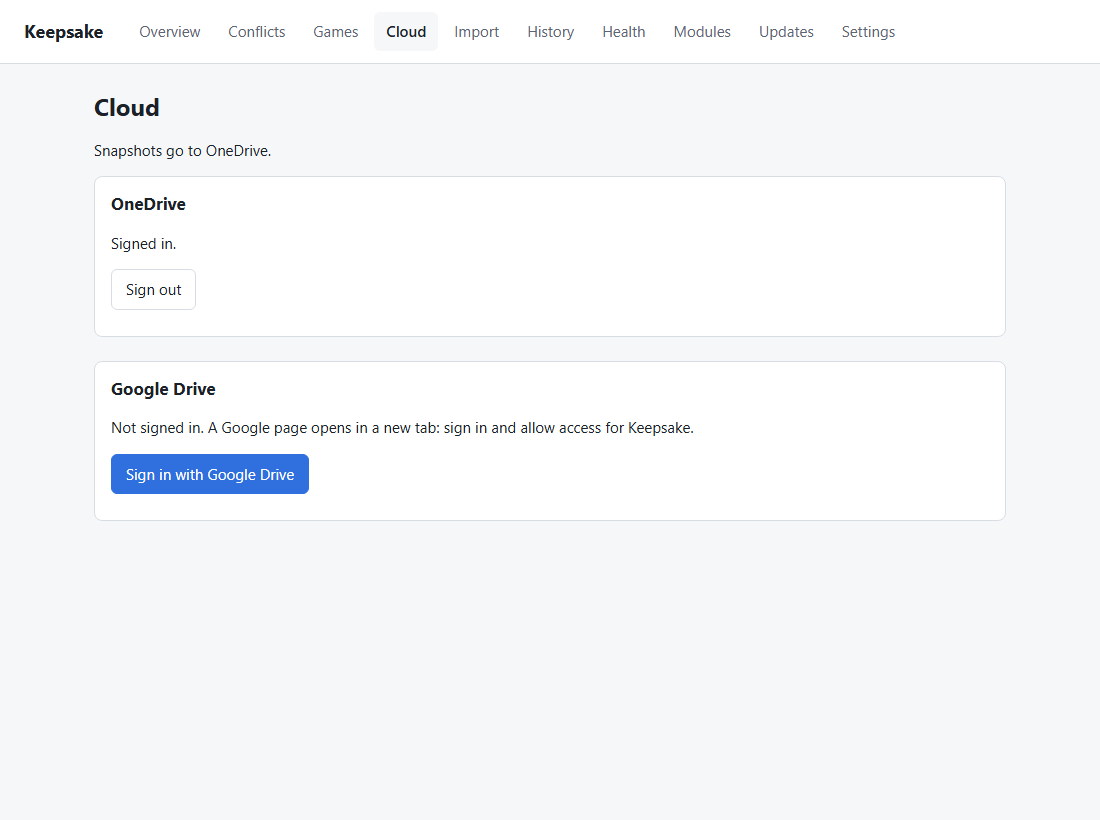 Keepsake Overview Conflicts Games Cloud Import History Health Modules Updates Settings
Cloud
Snapshots go to OneDrive.
OneDrive
Signed in.
Sign out
Google Drive
Not signed in. A Google page opens in a new tab: sign in and allow access for Keepsake.
Sign in with Google Drive